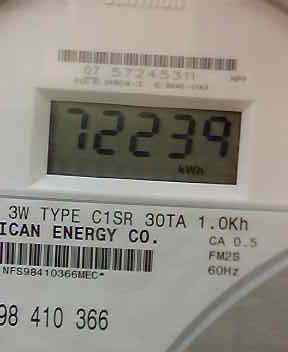 07 57245311
72239
kWh
3W TYPE C1SR 30TA 1.0Kh
ICAN ENERGY CO.
CA 0.5
FM2S
60Hz
NFS98410366MEC*
98 410 366